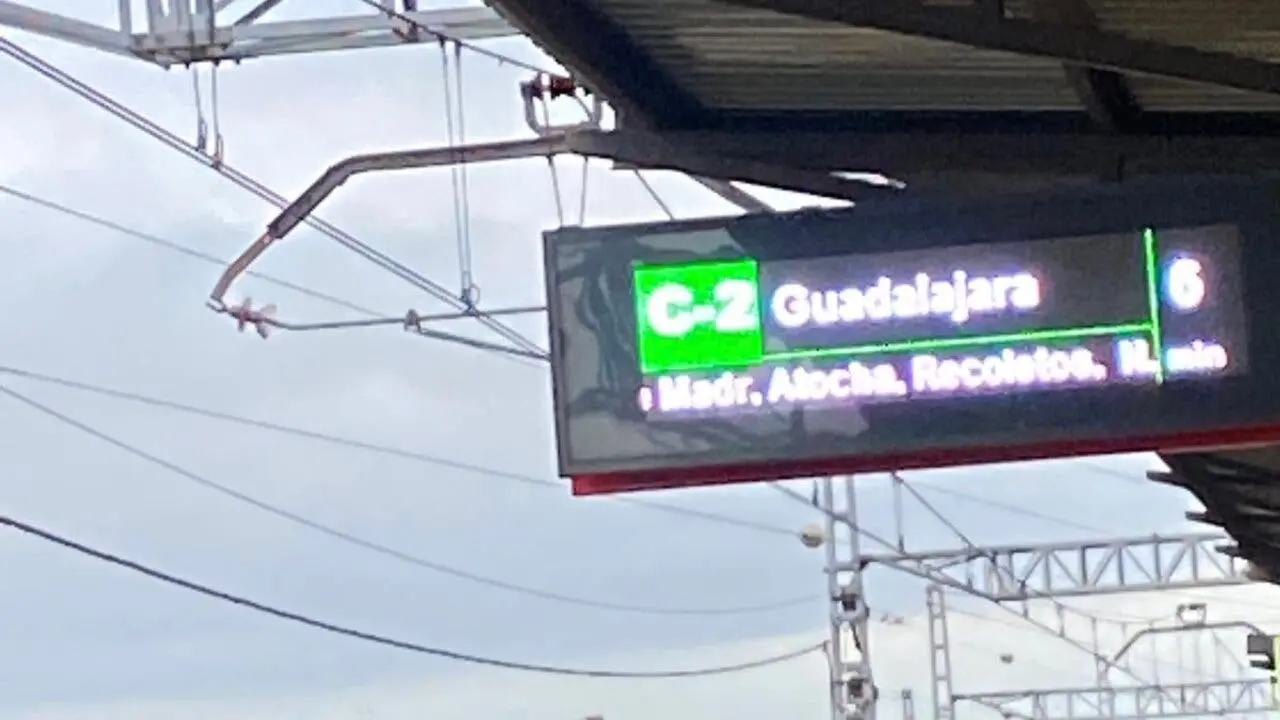 C-2 Guadalajara 6
Madr. Atocha, Recoletos, N. min